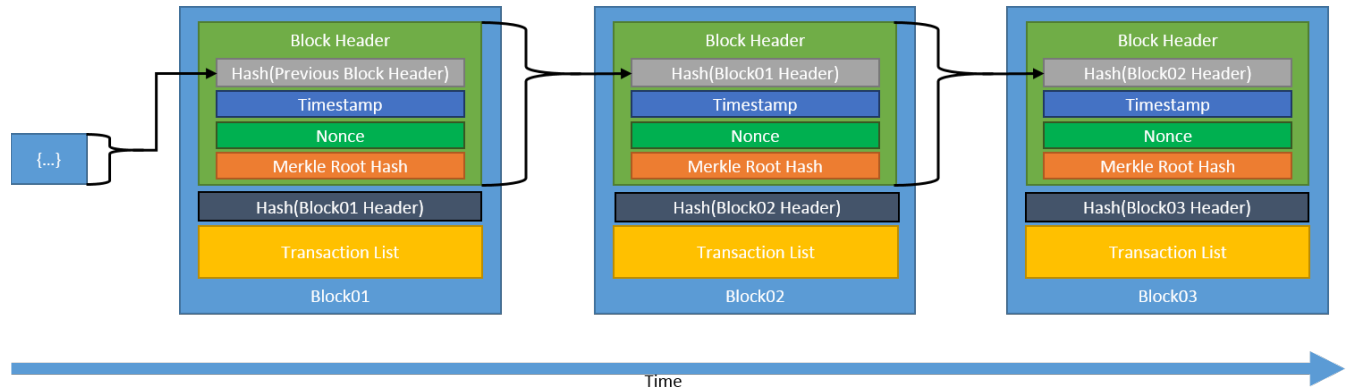 {...}
Block Header
Hash(Previous Block Header)
Timestamp
Nonce
Merkle Root Hash
Hash(Block01 Header)
Transaction List
Block01
Block Header
Hash(Block01 Header)
Timestamp
Nonce
Merkle Root Hash
Hash(Block02 Header)
Transaction List
Block02
Block Header
Hash(Block02 Header)
Timestamp
Nonce
Merkle Root Hash
Hash(Block03 Header)
Transaction List
Block03
Time